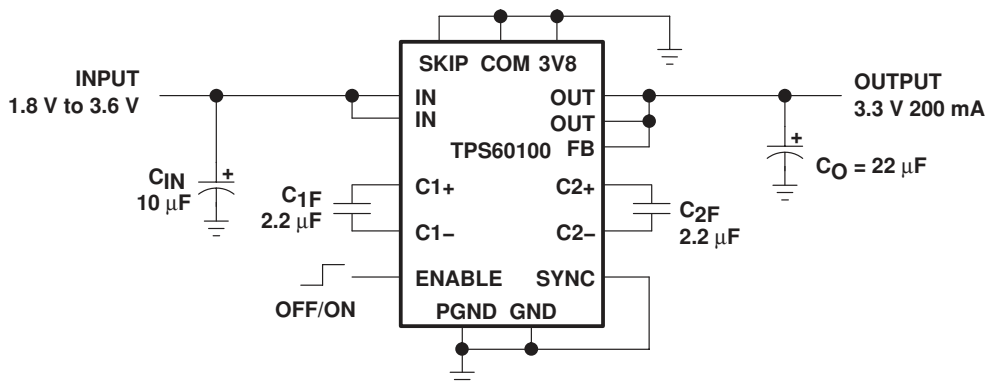 SKIP COM 3V8
INPUT
1.8 V to 3.6 V
IN
IN
OUT
OUT
FB
TPS60100
OUTPUT
3.3 V 200 mA
CIN
10 µF
+
+
CO = 22 µF
C1F
2.2 µF
C1+
C1−
C2+
C2−
C2F
2.2 µF
ENABLE
SYNC
OFF/ON
PGND GND